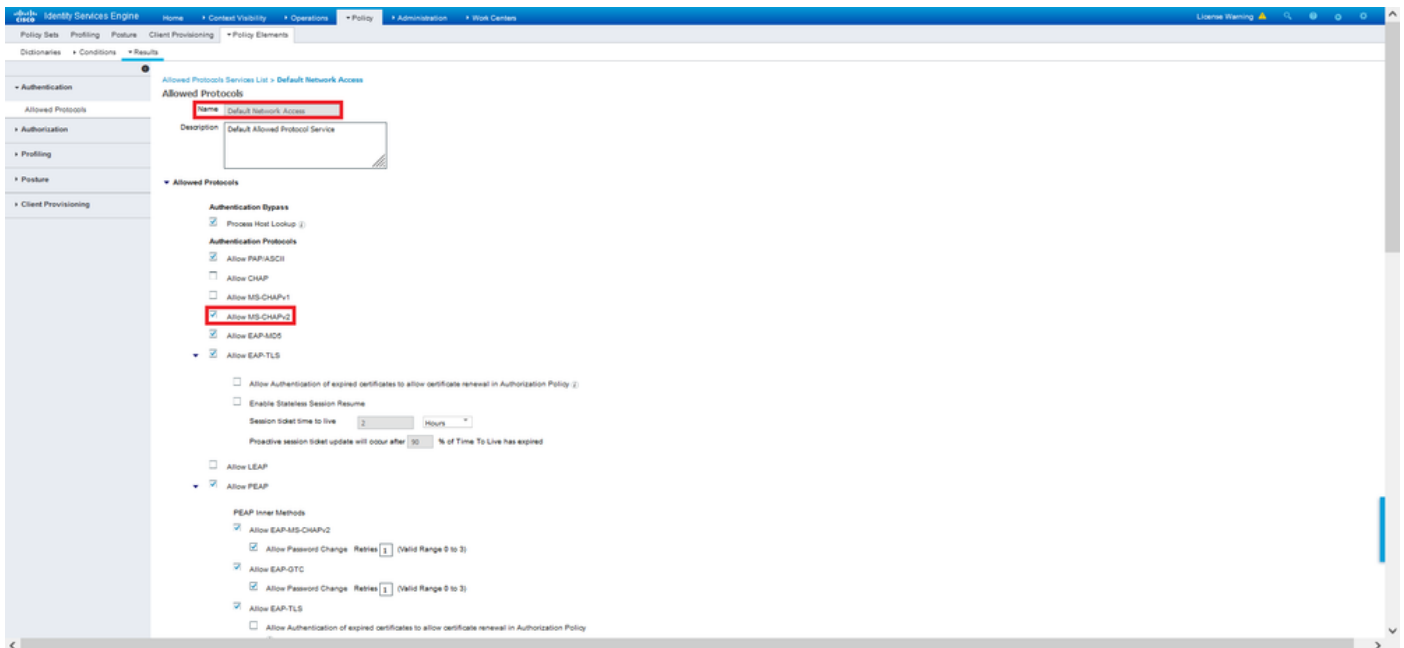 cisco Identity Services Engine Home Context Visibility Operations Policy Administration Work Centers License Warning
Policy Sets Profiling Posture Client Provisioning Policy Elements
Dictionaries Conditions Results
Authentication
Allowed Protocols
Authorization
Profiling
Posture
Client Provisioning
Allowed Protocols Services List > Default Network Access
Allowed Protocols
Name Default Network Access
Description Default Allowed Protocol Service
Allowed Protocols
Authentication Bypass
Process Host Lookup
Authentication Protocols
Allow PAP/ASCII
Allow CHAP
Allow MS-CHAPv1
Allow MS-CHAPv2
Allow EAP-MD5
Allow EAP-TLS
Allow Authentication of expired certificates to allow certificate renewal in Authorization Policy
Enable Stateless Session Resume
Session ticket time to live 2 Hours
Proactive session ticket update will occur after 90 % of Time To Live has expired
Allow LEAP
Allow PEAP
PEAP Inner Methods
Allow EAP-MS-CHAPv2
Allow Password Change Retries 1 (Valid Range 0 to 3)
Allow EAP-GTC
Allow Password Change Retries 1 (Valid Range 0 to 3)
Allow EAP-TLS
Allow Authentication of expired certificates to allow certificate renewal in Authorization Policy